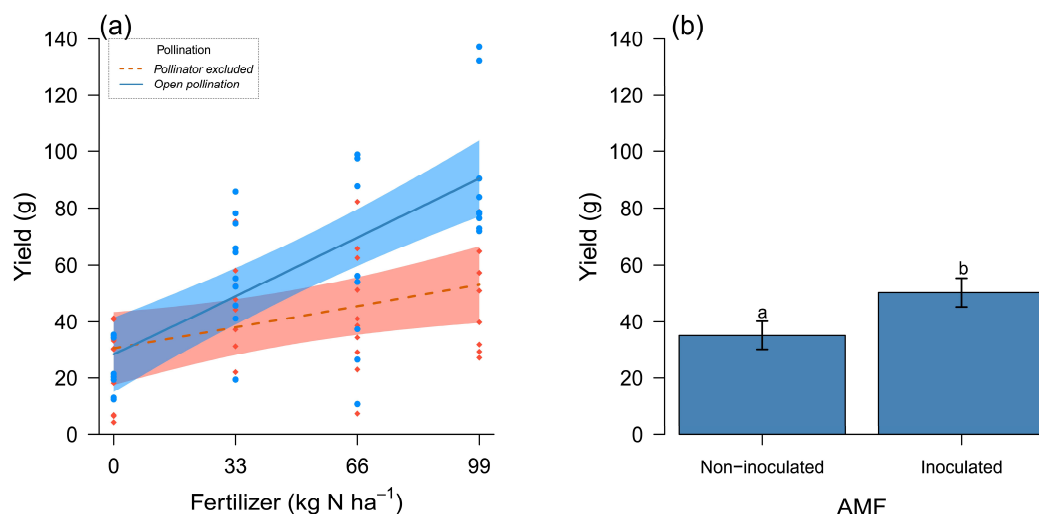 (a)
Yield (g)
140
120
100
80
60
40
20
0
Pollination
Pollinator excluded
Open pollination
0 33 66 99
Fertilizer (kg N ha⁻¹)
(b)
Yield (g)
140
120
100
80
60
40
20
0
a
b
Non−inoculated Inoculated
AMF